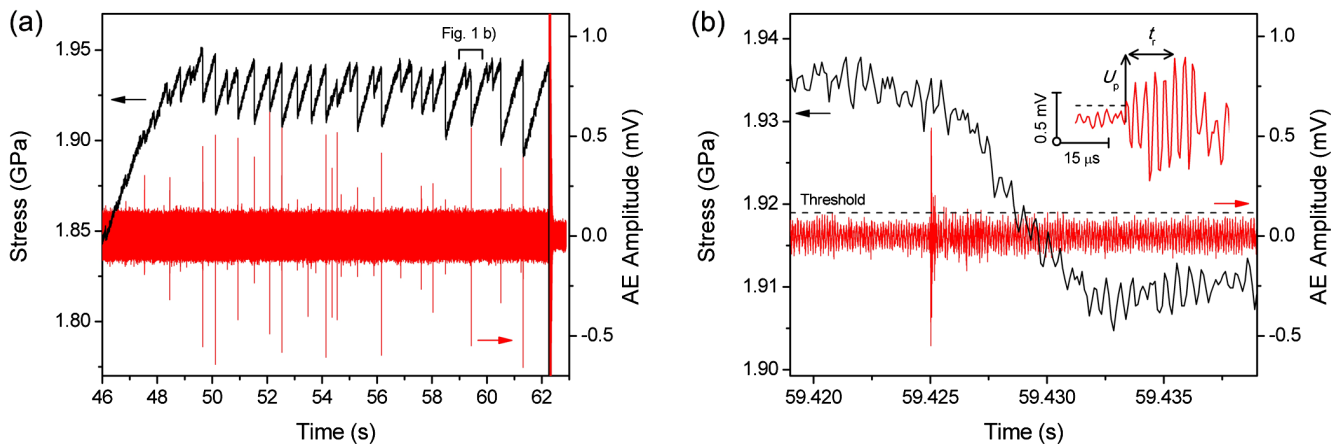 (a)
Fig. 1 b)
1.95
1.90
1.85
1.80
Stress (GPa)
1.0
0.5
0.0
-0.5
AE Amplitude (mV)
46 48 50 52 54 56 58 60 62
Time (s)
(b)
1.94
1.93
1.92
1.91
1.90
Stress (GPa)
tr
Up
0.5 mV
15 μs
Threshold
1.0
0.5
0.0
-0.5
AE Amplitude (mV)
59.420 59.425 59.430 59.435
Time (s)